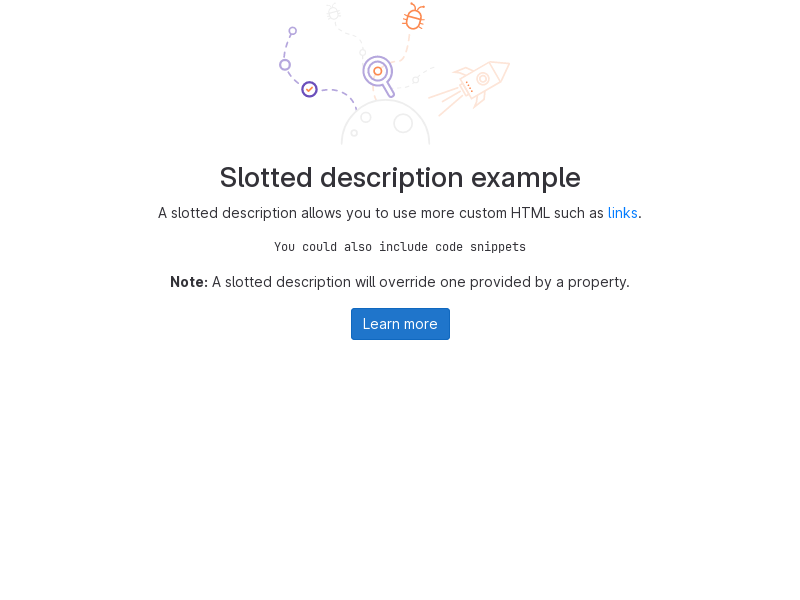 Slotted description example
A slotted description allows you to use more custom HTML such as links.
You could also include code snippets
Note: A slotted description will override one provided by a property.
Learn more